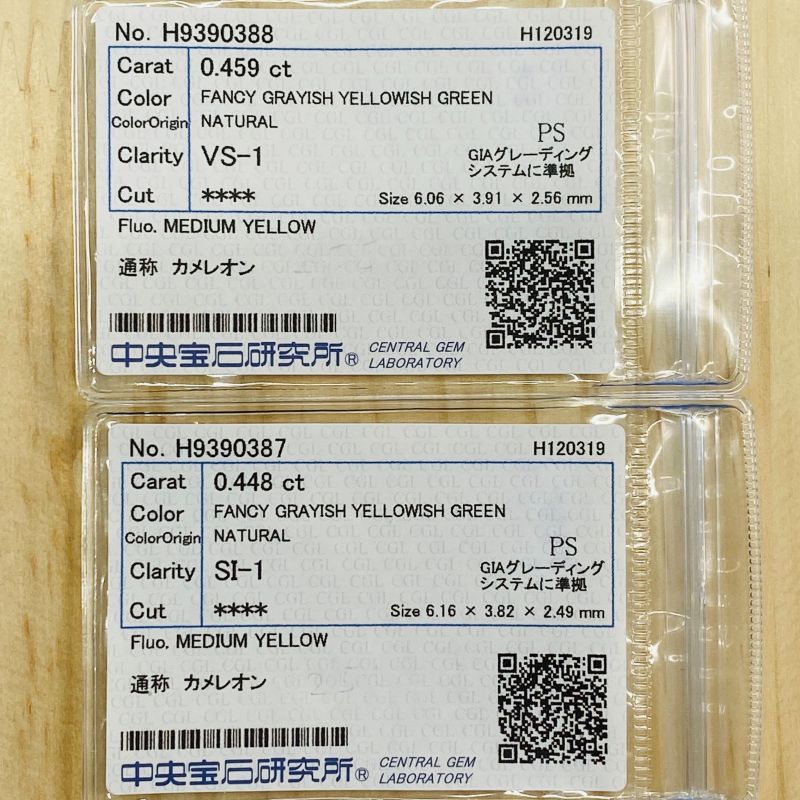 No. H9390388 H120319
Carat 0.459 ct
Color FANCY GRAYISH YELLOWISH GREEN
ColorOrigin NATURAL
PS
Clarity VS-1 GIAグレーディング
システムに準拠
Cut **** Size 6.06 × 3.91 × 2.56 mm
Fluo. MEDIUM YELLOW
通称 カメレオン
中央宝石研究所® CENTRAL GEM
LABORATORY
No. H9390387 H120319
Carat 0.448 ct
Color FANCY GRAYISH YELLOWISH GREEN
ColorOrigin NATURAL
PS
Clarity SI-1 GIAグレーディング
システムに準拠
Cut **** Size 6.16 × 3.82 × 2.49 mm
Fluo. MEDIUM YELLOW
通称 カメレオン
中央宝石研究所® CENTRAL GEM
LABORATORY